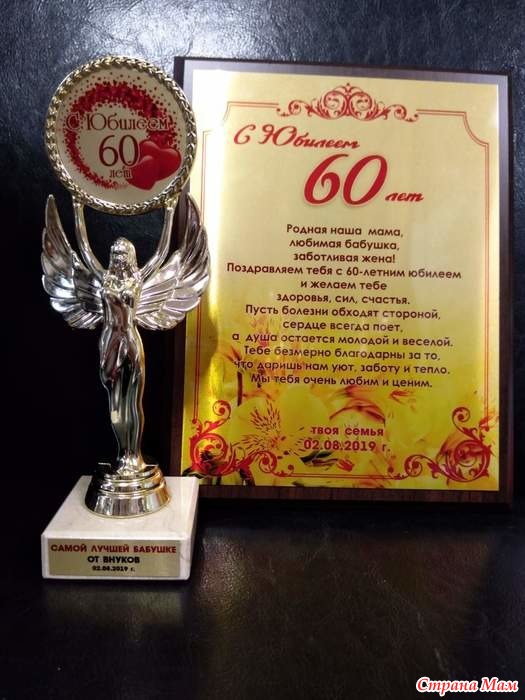 С Юбилеем
60
лет
САМОЙ ЛУЧШЕЙ БАБУШКЕ
ОТ ВНУКОВ
02.08.2019 г.
С Юбилеем
60 лет
Родная наша мама,
любимая бабушка,
заботливая жена!
Поздравляем тебя с 60-летним юбилеем
и желаем тебе
здоровья, сил, счастья.
Пусть болезни обходят стороной,
сердце всегда поет,
а душа остается молодой и веселой.
Тебе безмерно благодарны за то,
что даришь нам уют, заботу и тепло.
Мы тебя очень любим и ценим.
твоя семья
02.08.2019 г.
Страна Мам